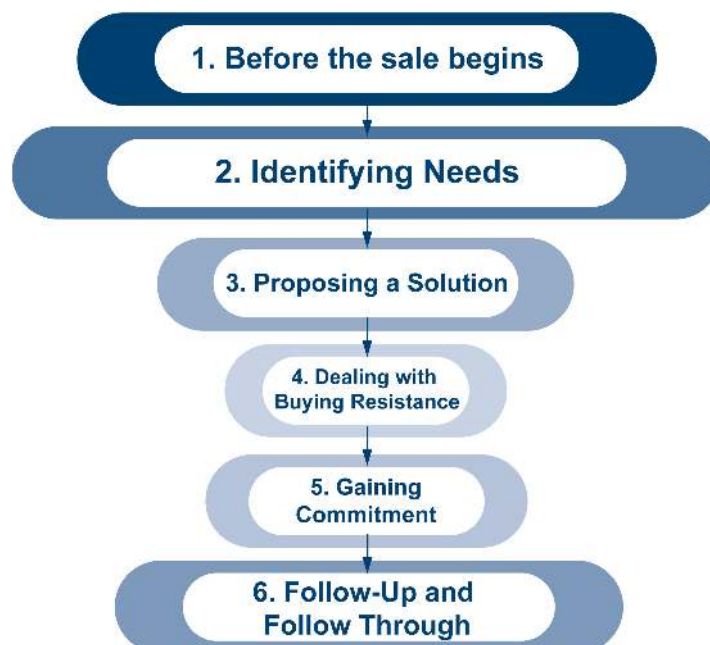 1. Before the sale begins
2. Identifying Needs
3. Proposing a Solution
4. Dealing with
Buying Resistance
5. Gaining
Commitment
6. Follow-Up and
Follow Through